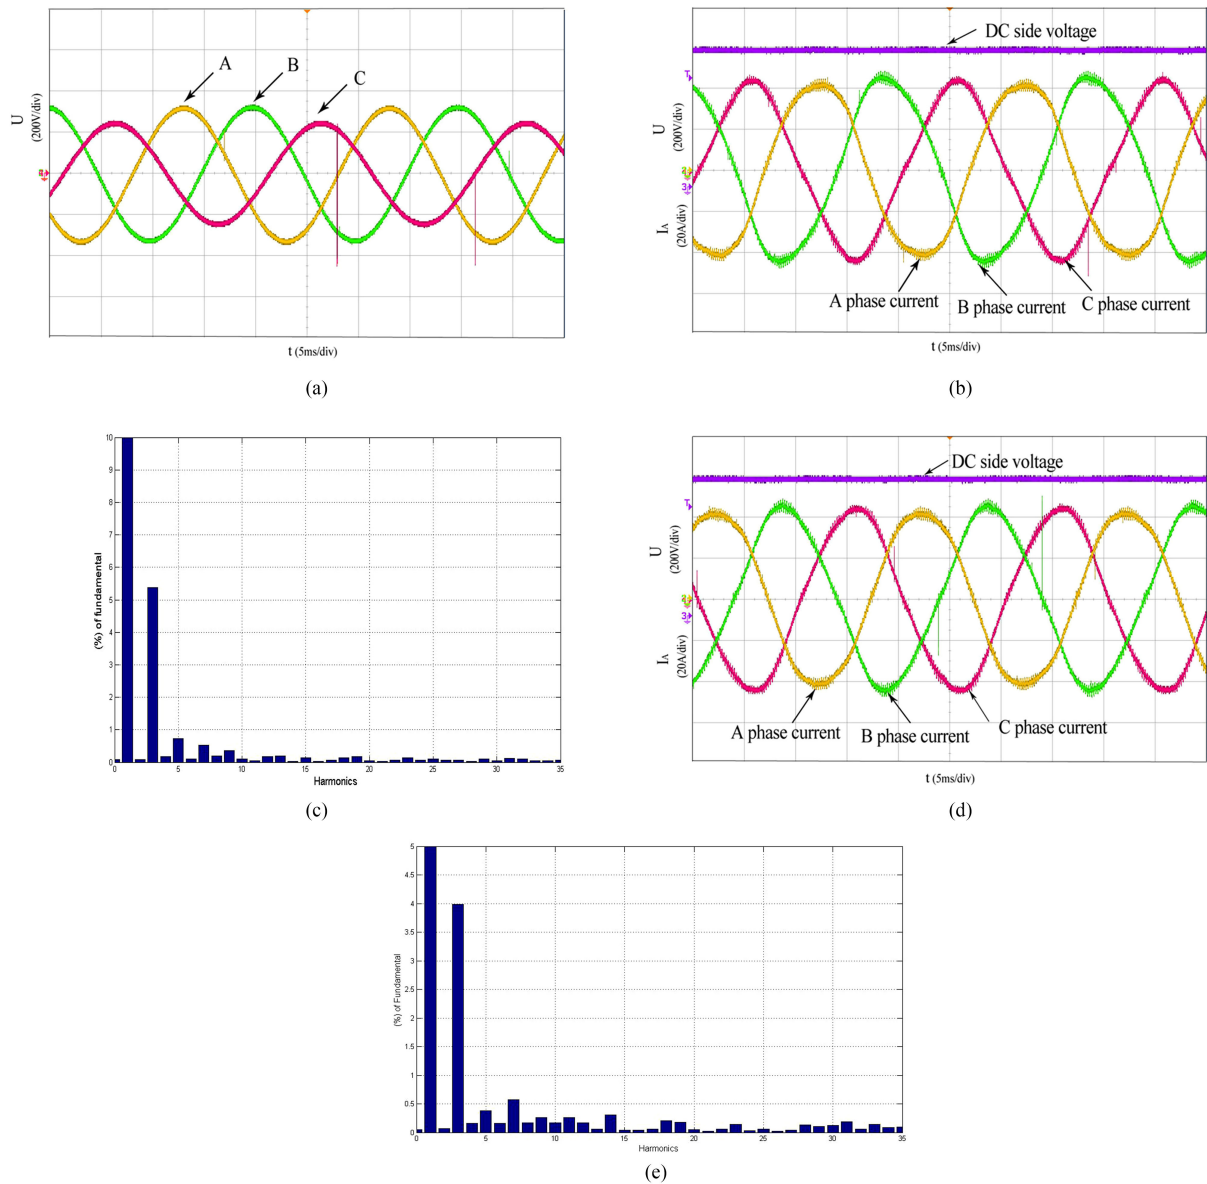 A
B
C
U
(200V/div)
t (5ms/div)
(a)
DC side voltage
T
U
(200V/div)
3
I_A
(20A/div)
A phase current
B phase current
C phase current
t (5ms/div)
(b)
10
9
8
7
6
5
4
3
2
1
0
(%) of fundamental
0 5 10 15 20 25 30 35
Harmonics
(c)
DC side voltage
T
U
(200V/div)
3
I_A
(20A/div)
A phase current
B phase current
C phase current
t (5ms/div)
(d)
5
4.5
4
3.5
3
2.5
2
1.5
1
0.5
0
(%) of Fundamental
0 5 10 15 20 25 30 35
Harmonics
(e)